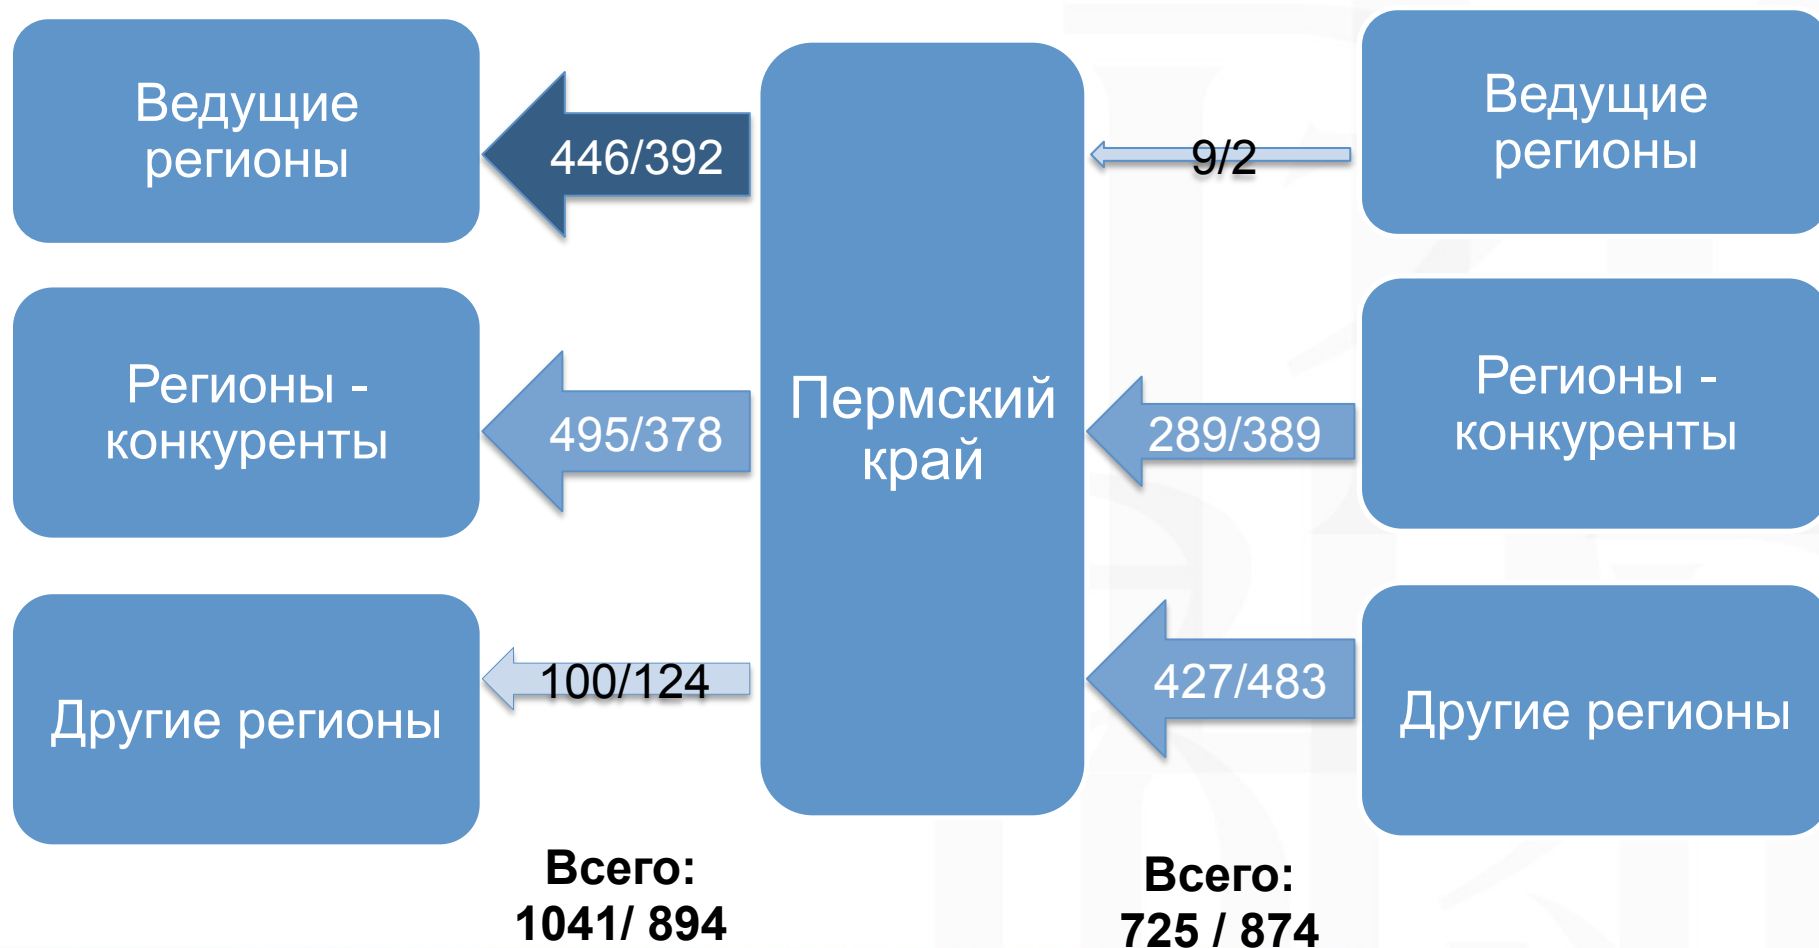 Ведущие
регионы
446/392
9/2
Ведущие
регионы
Регионы -
конкуренты
495/378
Пермский
край
289/389
Регионы -
конкуренты
Другие регионы
100/124
427/483
Другие регионы
Всего:
1041/ 894
Всего:
725 / 874